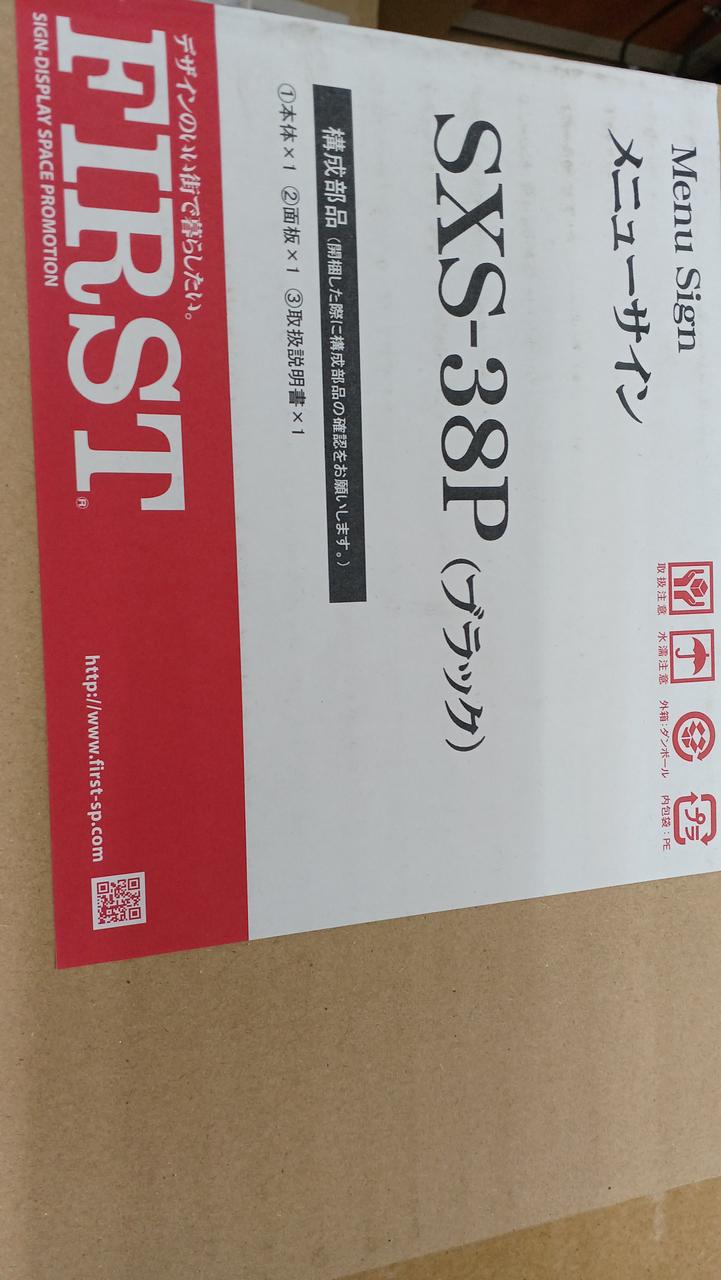 Menu Sign
メニューサイン
取扱注意
水濡注意
外箱：ダンボール
プラ
内包袋：PE
SXS-38P（ブラック）
構成部品（開梱した際に構成部品の確認をお願いします。）
①本体×1 ②面板×1 ③取扱説明書×1
デザインのいい街で暮らしたい。
FIRST®
SIGN-DISPLAY SPACE PROMOTION
http://www.first-sp.com